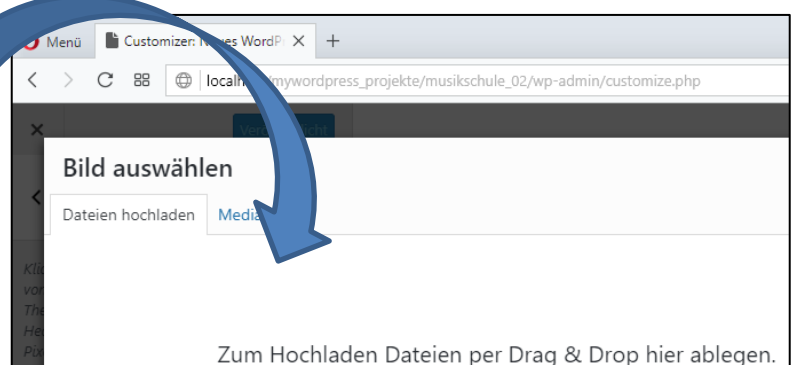 Menü Customizer: N es WordP
localh /mywordpress_projekte/musikschule_02/wp-admin/customize.php
Bild auswählen
Dateien hochladen Media
Zum Hochladen Dateien per Drag & Drop hier ablegen.